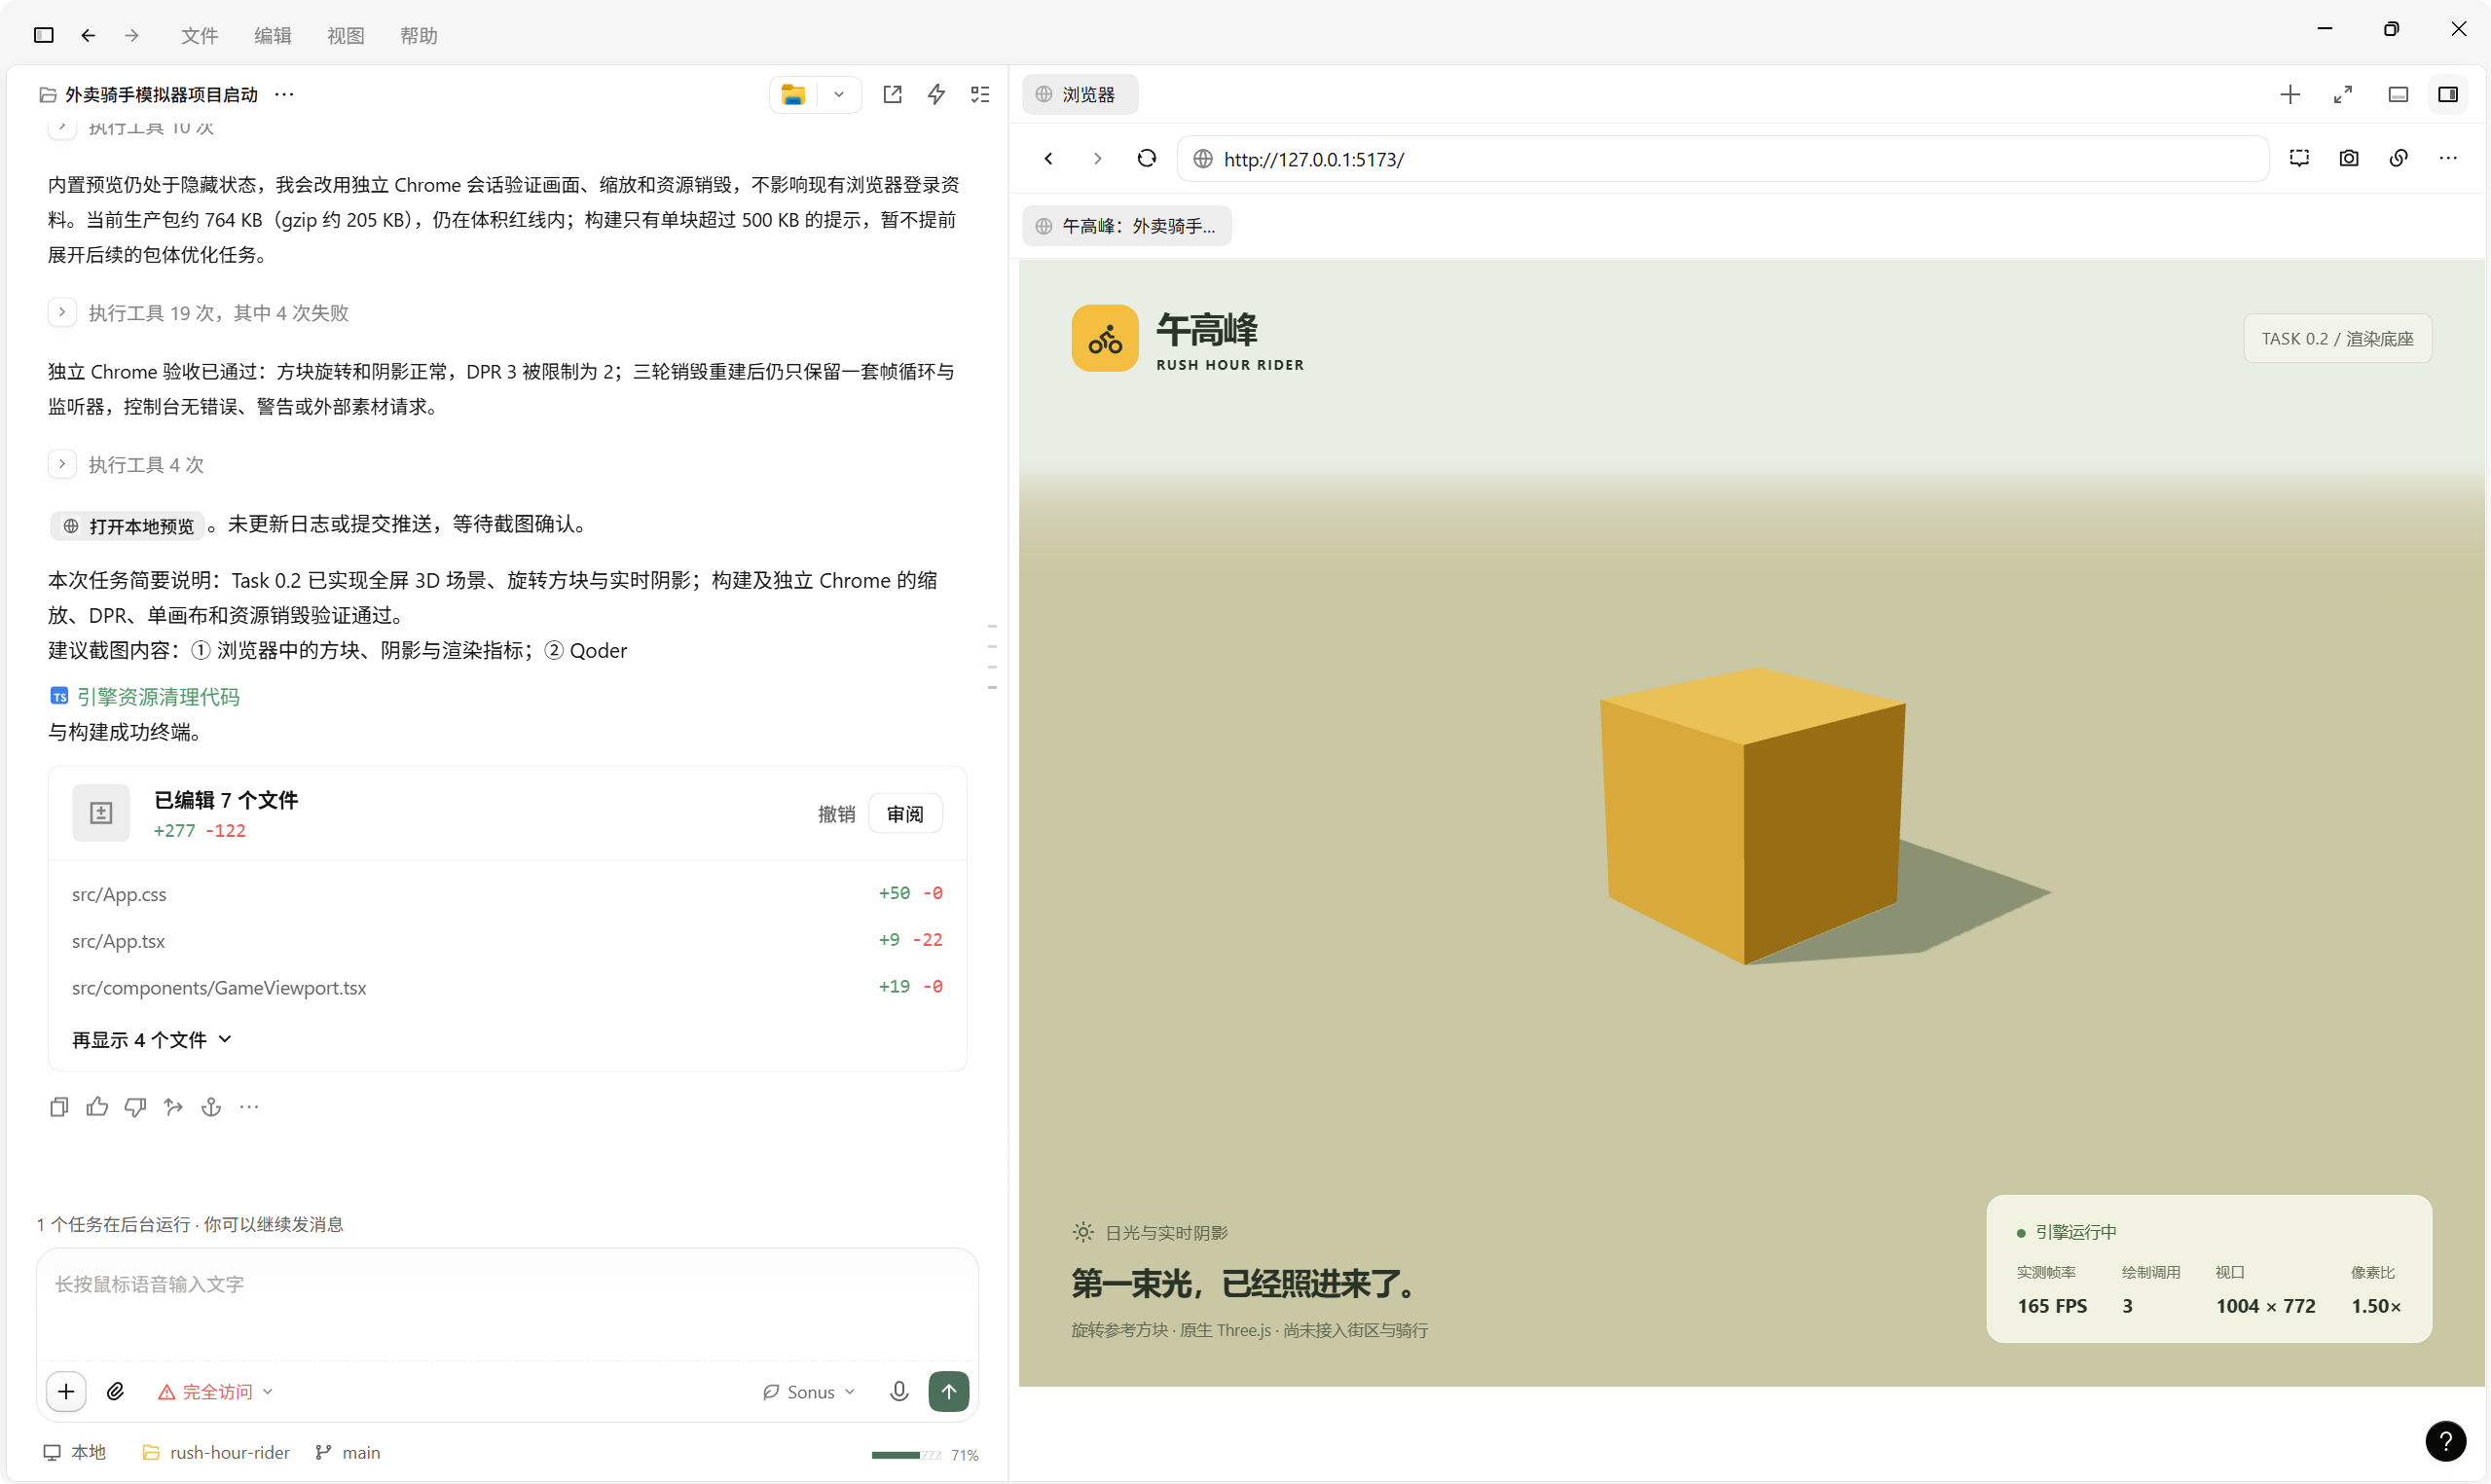 文件 编辑 视图 帮助
外卖骑手模拟器项目启动 ···
执行工具 10 次
内置预览仍处于隐藏状态，我会改用独立 Chrome 会话验证画面、缩放和资源销毁，不影响现有浏览器登录资
料。当前生产包约 764 KB（gzip 约 205 KB），仍在体积红线内；构建只有单块超过 500 KB 的提示，暂不提前
展开后续的包体优化任务。
执行工具 19 次，其中 4 次失败
独立 Chrome 验收已通过：方块旋转和阴影正常，DPR 3 被限制为 2；三轮销毁重建后仍只保留一套帧循环与
监听器，控制台无错误、警告或外部素材请求。
执行工具 4 次
打开本地预览 。未更新日志或提交推送，等待截图确认。
本次任务简要说明：Task 0.2 已实现全屏 3D 场景、旋转方块与实时阴影；构建及独立 Chrome 的缩
放、DPR、单画布和资源销毁验证通过。
建议截图内容：① 浏览器中的方块、阴影与渲染指标；② Qoder
TS 引擎资源清理代码
与构建成功终端。
已编辑 7 个文件
+277 -122
撤销 审阅
src/App.css +50 -0
src/App.tsx +9 -22
src/components/GameViewport.tsx +19 -0
再显示 4 个文件
1 个任务在后台运行 · 你可以继续发消息
长按鼠标语音输入文字
完全访问 Sonus
本地 rush-hour-rider main 71%
浏览器
http://127.0.0.1:5173/
午高峰：外卖骑手...
午高峰
RUSH HOUR RIDER
TASK 0.2 / 渲染底座
日光与实时阴影
第一束光，已经照进来了。
旋转参考方块 · 原生 Three.js · 尚未接入街区与骑行
引擎运行中
实测帧率 绘制调用 视口 像素比
165 FPS 3 1004 × 772 1.50×
?